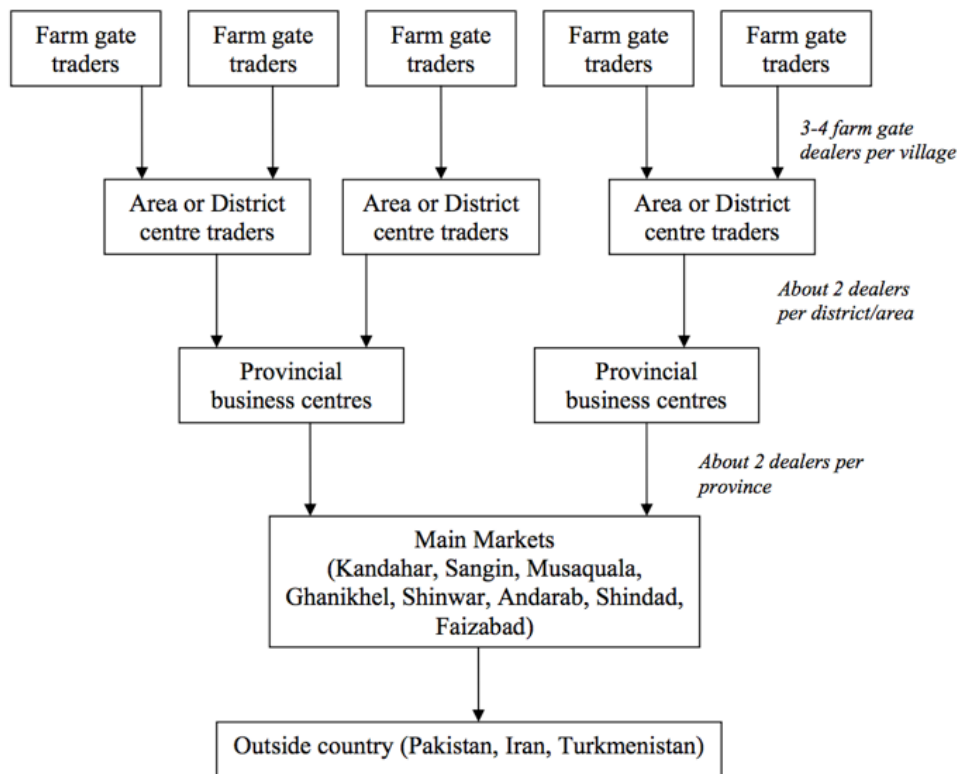 Farm gate
traders
Farm gate
traders
Farm gate
traders
Farm gate
traders
Farm gate
traders
3-4 farm gate
dealers per village
Area or District
centre traders
Area or District
centre traders
Area or District
centre traders
About 2 dealers
per district/area
Provincial
business centres
Provincial
business centres
About 2 dealers per
province
Main Markets
(Kandahar, Sangin, Musaquala,
Ghanikhel, Shinwar, Andarab, Shindad,
Faizabad)
Outside country (Pakistan, Iran, Turkmenistan)